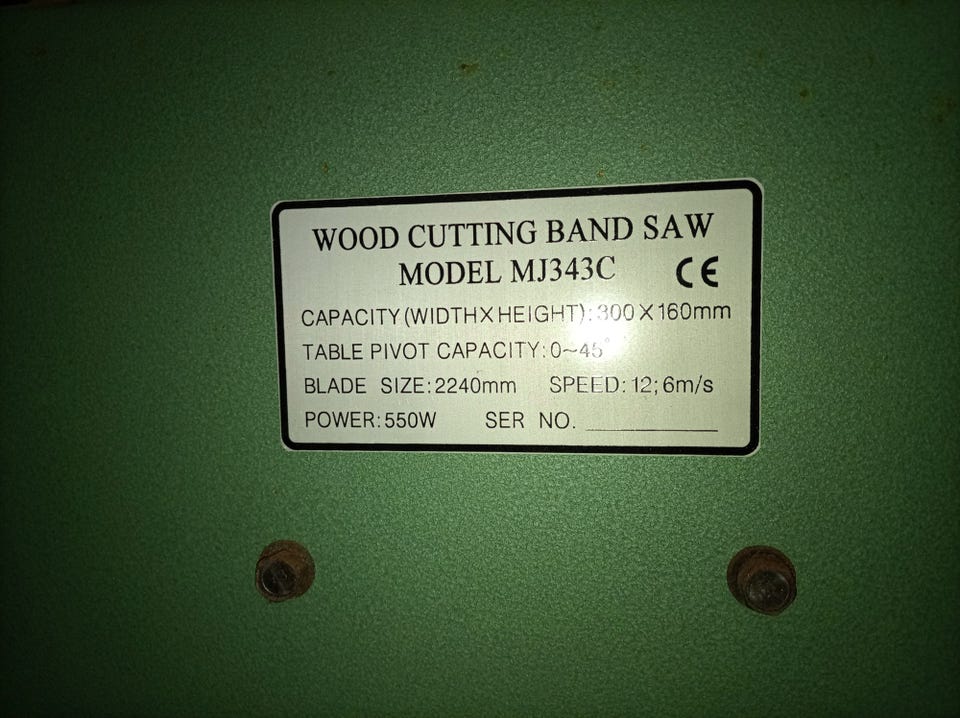 WOOD CUTTING BAND SAW
MODEL MJ343C CE
CAPACITY(WIDTHXHEIGHT):300X160mm
TABLE PIVOT CAPACITY:0~45°
BLADE SIZE:2240mm SPEED:12;6m/s
POWER:550W SER NO.